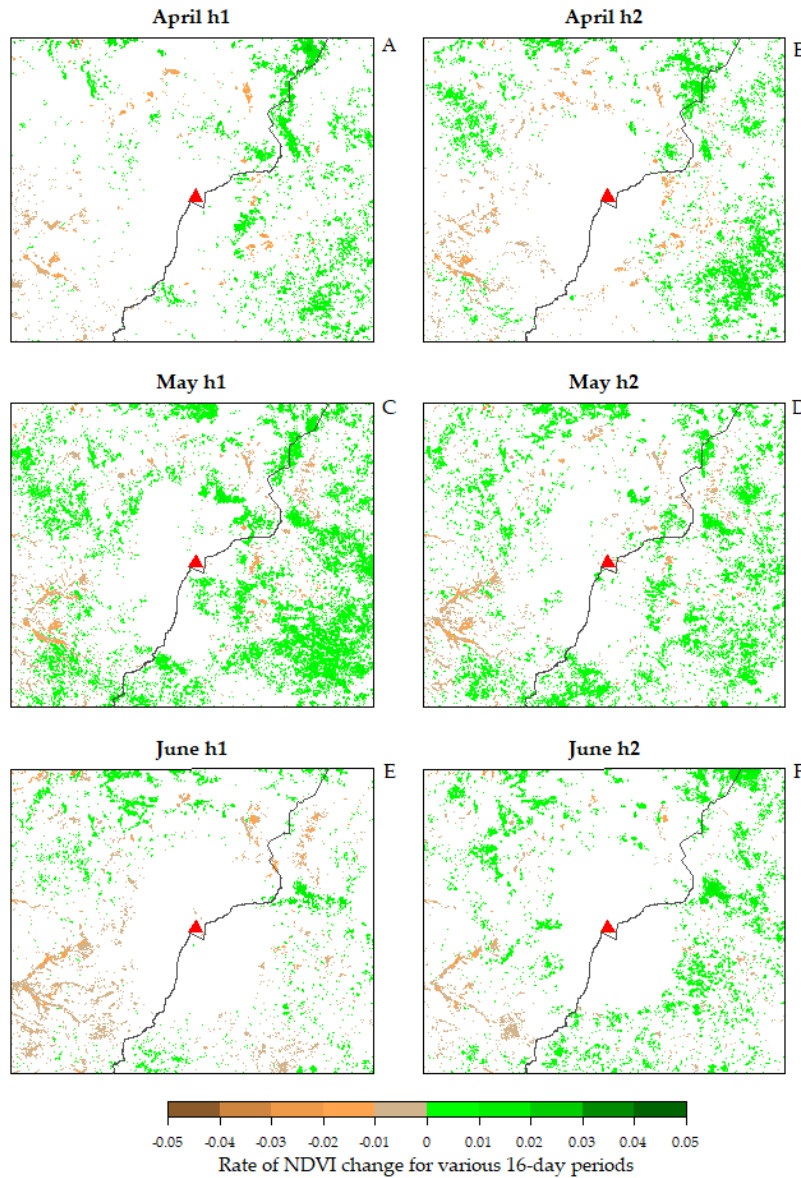 April h1
April h2
A
B
May h1
May h2
C
D
June h1
June h2
E
F
-0.05 -0.04 -0.03 -0.02 -0.01 0 0.01 0.02 0.03 0.04 0.05
Rate of NDVI change for various 16-day periods